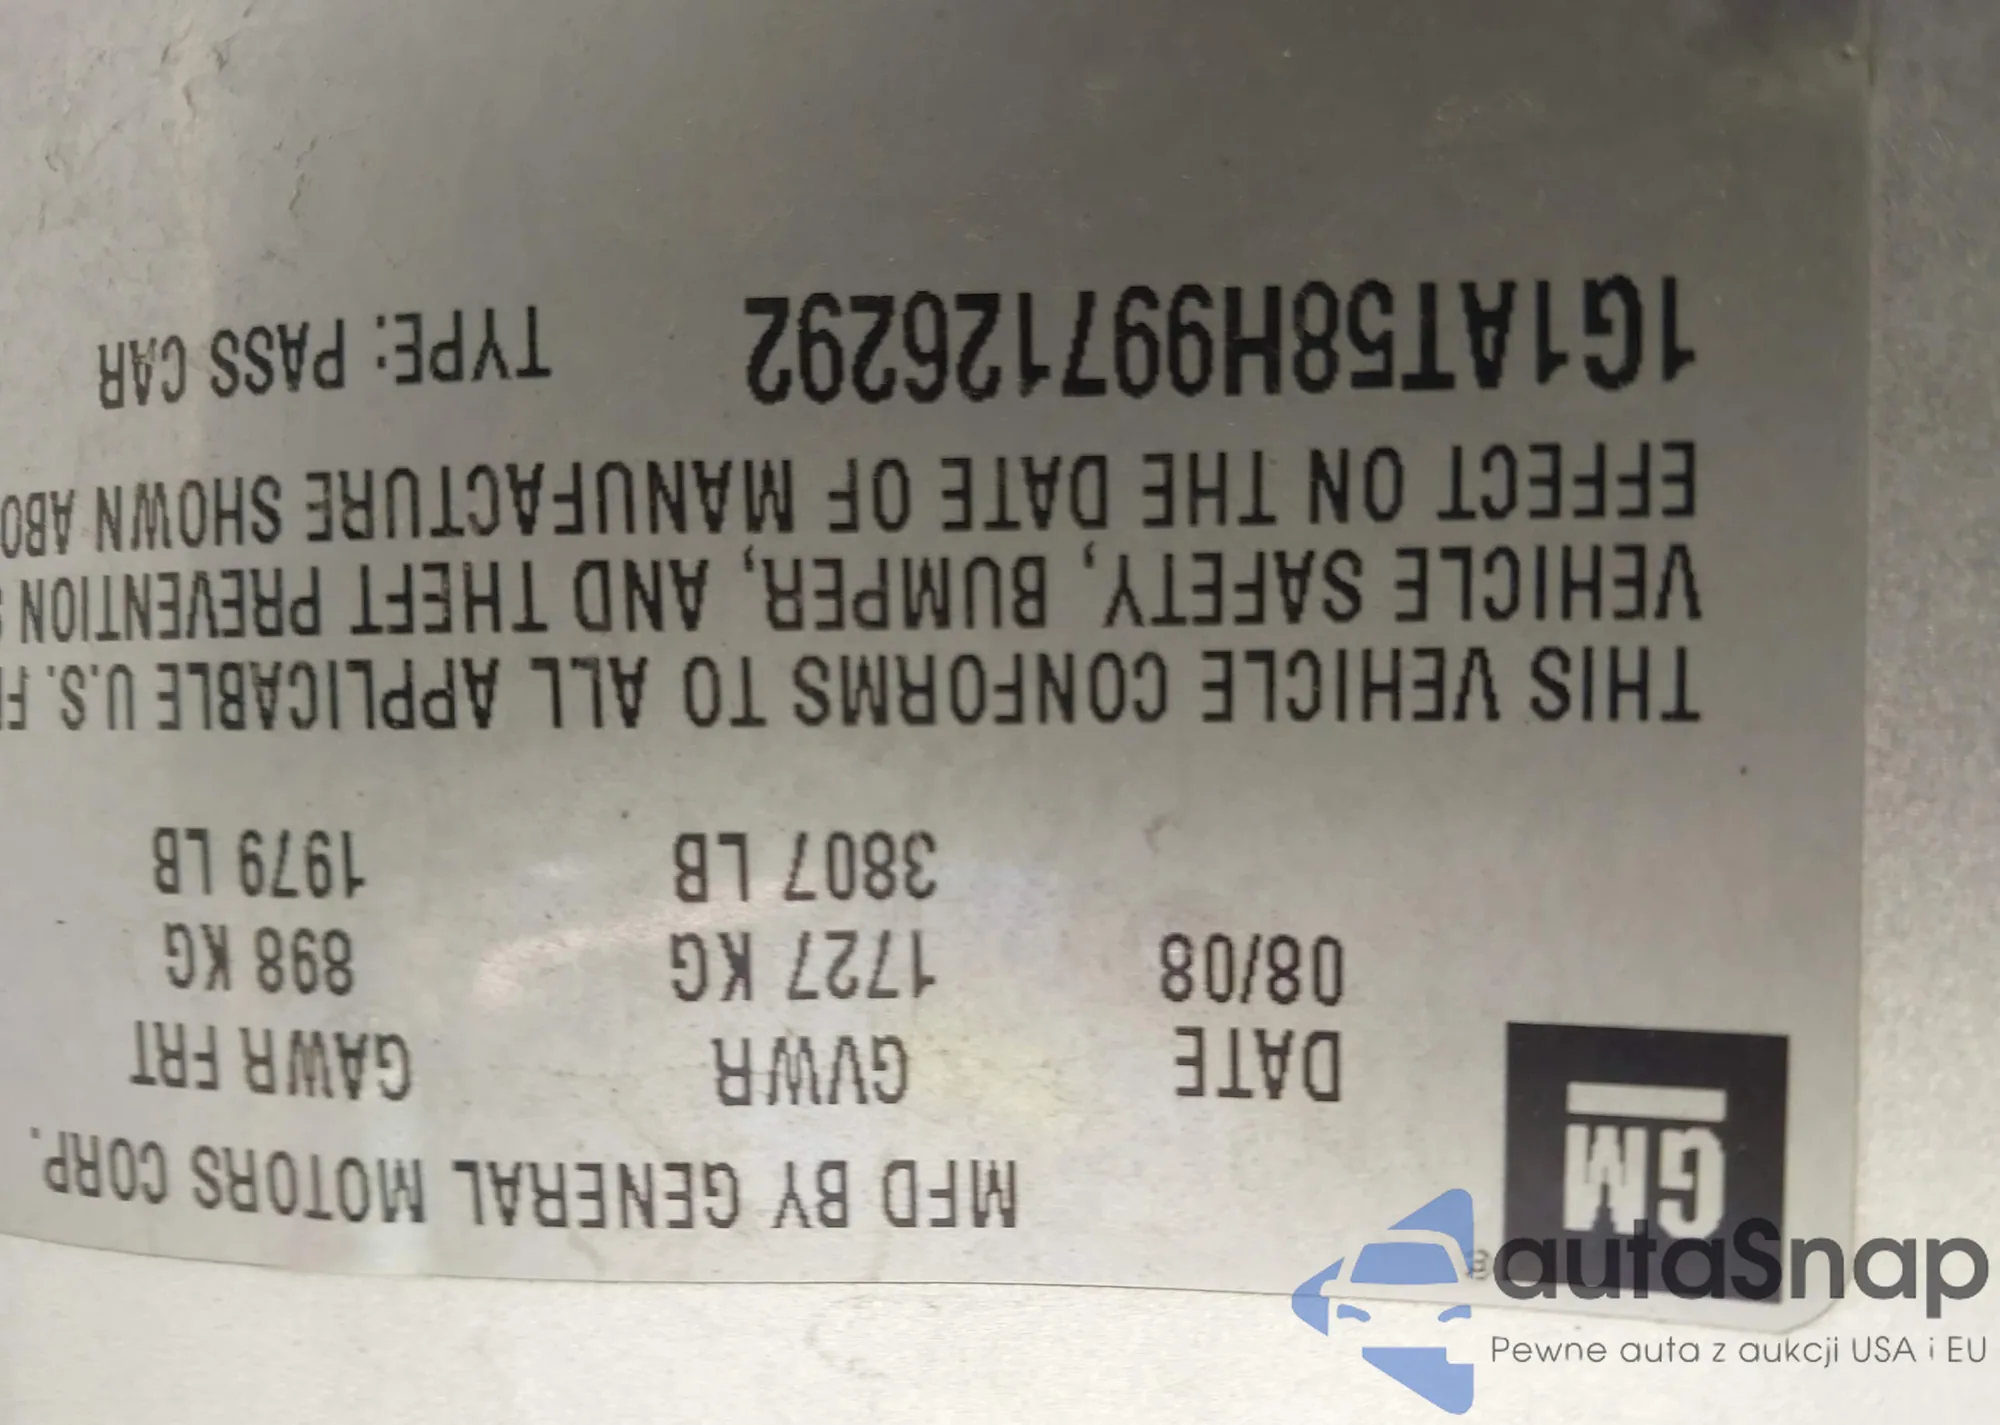 MFD BY GENERAL MOTORS CORP.
GM
DATE GVWR GAWR FRT
08/08 1727 KG 898 KG
3807 LB 1979 LB
THIS VEHICLE CONFORMS TO ALL APPLICABLE U.S. F
VEHICLE SAFETY, BUMPER, AND THEFT PREVENTION
EFFECT ON THE DATE OF MANUFACTURE SHOWN ABO
1G1AT58H997126292 TYPE: PASS CAR
autaSnap
Pewne auta z aukcji USA i EU